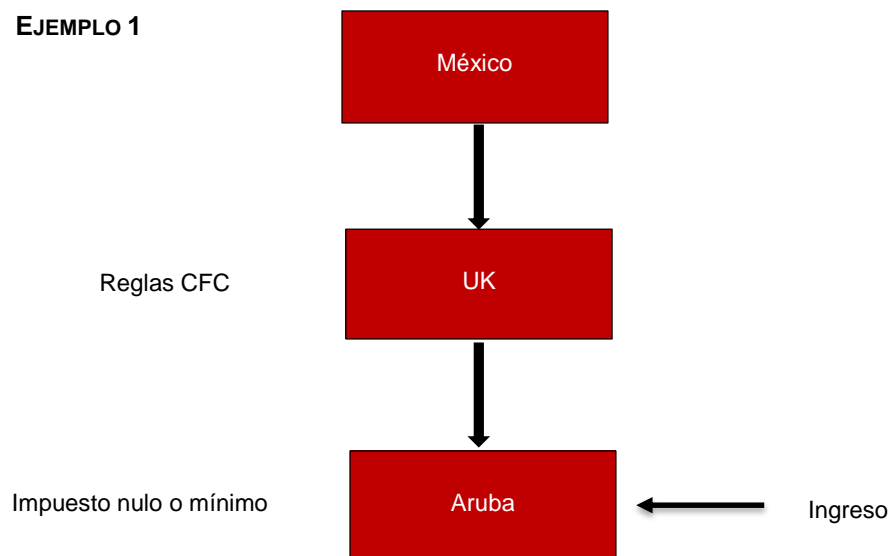 EJEMPLO 1
México
Reglas CFC
UK
Impuesto nulo o mínimo
Aruba
Ingreso